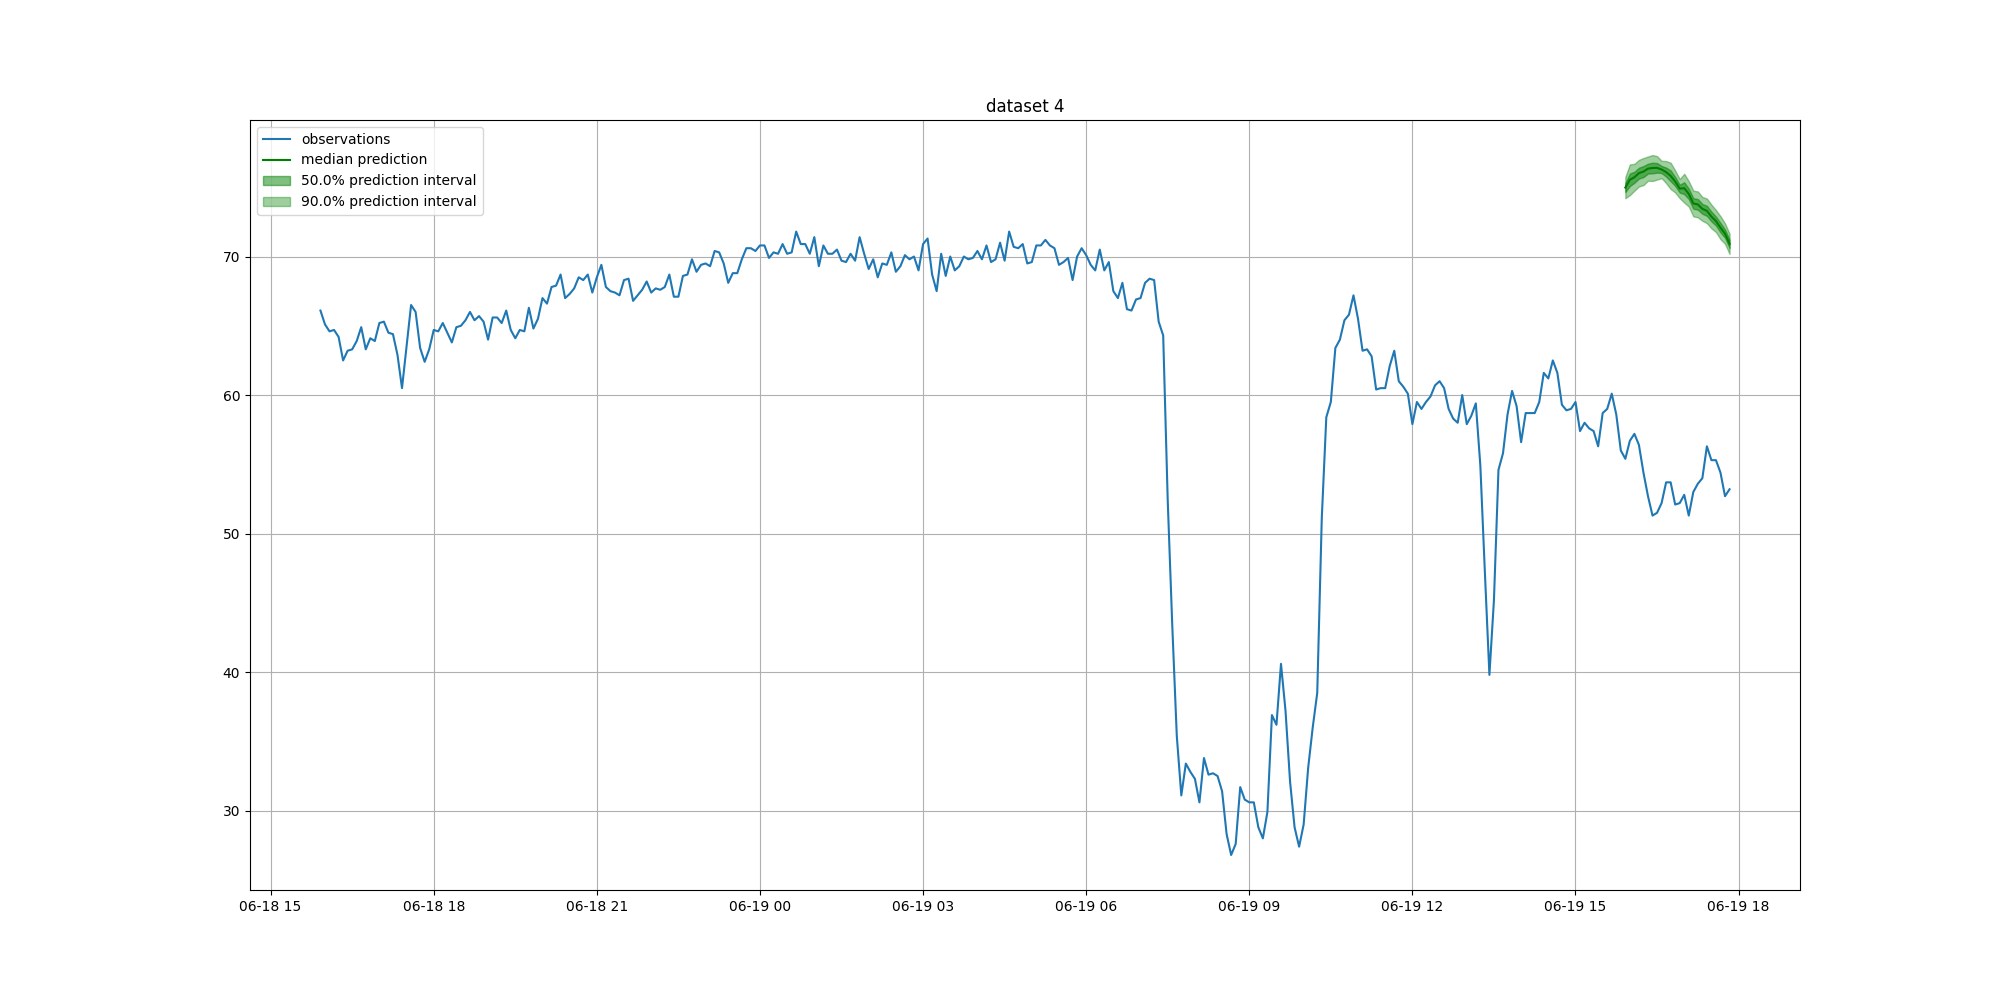 dataset 4
observations
median prediction
50.0% prediction interval
90.0% prediction interval
70
60
50
40
30
06-18 15 06-18 18 06-18 21 06-19 00 06-19 03 06-19 06 06-19 09 06-19 12 06-19 15 06-19 18